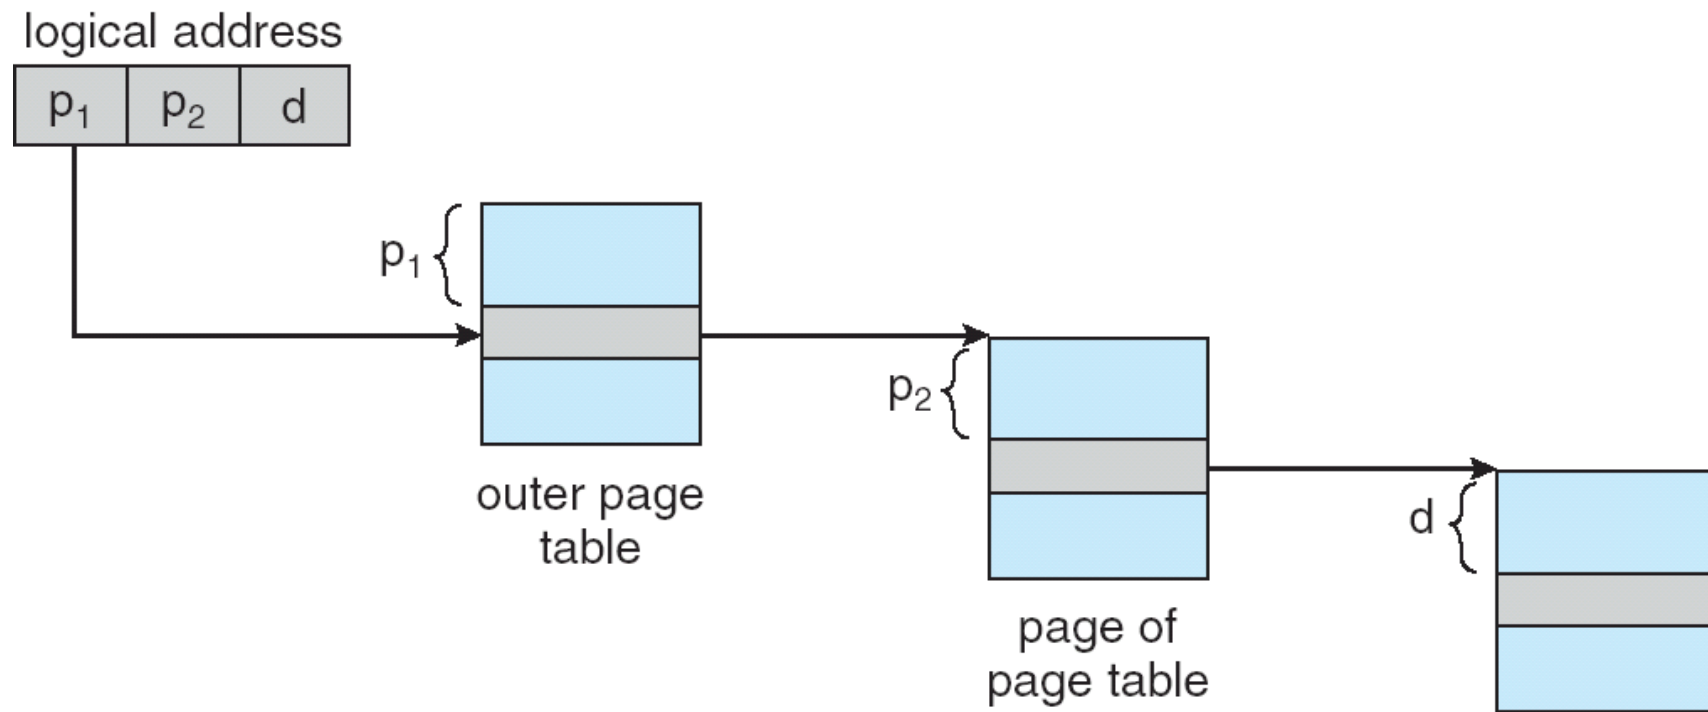 logical address
p₁ p₂ d
p₁
outer page
table
p₂
page of
page table
d